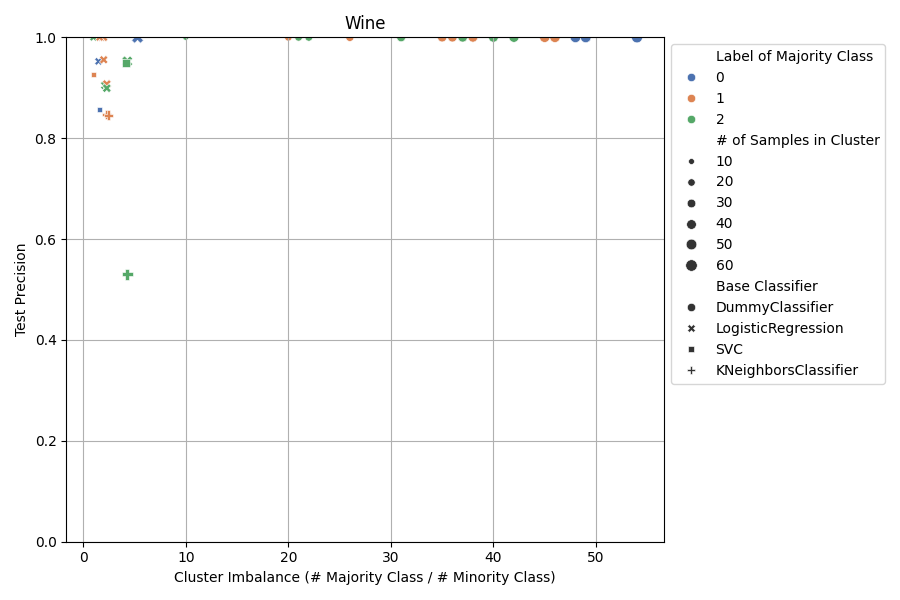 Wine
1.0
0.8
0.6
0.4
0.2
0.0
Test Precision
0
10
20
30
40
50
Cluster Imbalance (# Majority Class / # Minority Class)
Label of Majority Class
0
1
2
# of Samples in Cluster
10
20
30
40
50
60
Base Classifier
DummyClassifier
LogisticRegression
SVC
KNeighborsClassifier